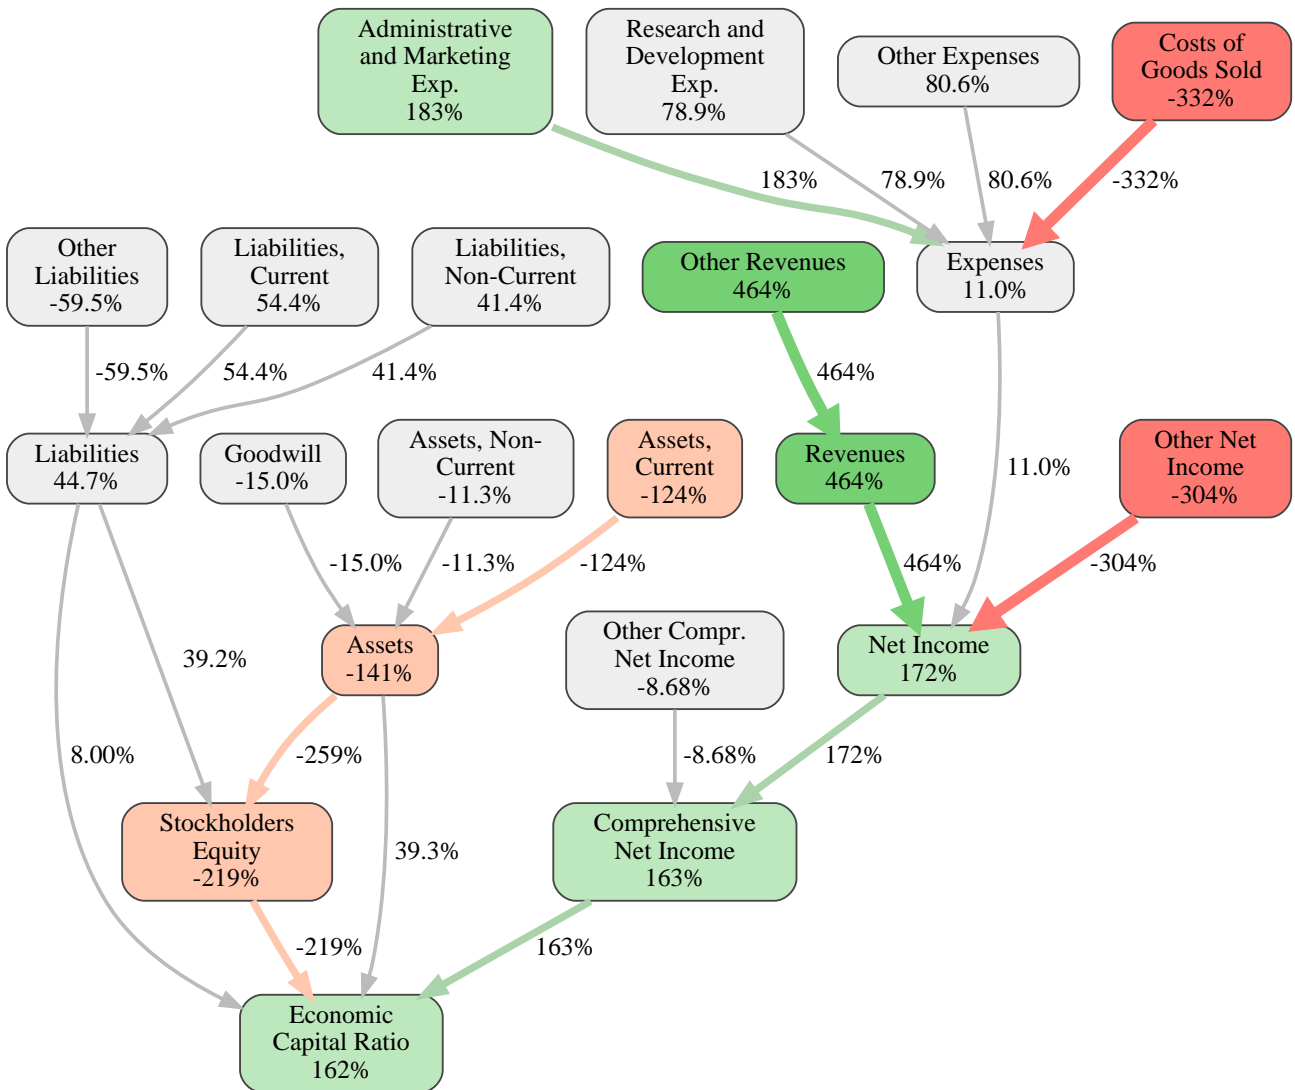 Administrative
and Marketing
Exp.
183%
Research and
Development
Exp.
78.9%
Other Expenses
80.6%
Costs of
Goods Sold
-332%
183%
78.9%
80.6%
-332%
Other
Liabilities
-59.5%
Liabilities,
Current
54.4%
Liabilities,
Non-Current
41.4%
Other Revenues
464%
Expenses
11.0%
-59.5%
54.4%
41.4%
464%
Liabilities
44.7%
Goodwill
-15.0%
Assets, Non-
Current
-11.3%
Assets,
Current
-124%
Revenues
464%
11.0%
Other Net
Income
-304%
-15.0%
-11.3%
-124%
464%
-304%
39.2%
Assets
-141%
Other Compr.
Net Income
-8.68%
Net Income
172%
8.00%
-259%
-8.68%
172%
Stockholders
Equity
-219%
39.3%
Comprehensive
Net Income
163%
-219%
163%
Economic
Capital Ratio
162%